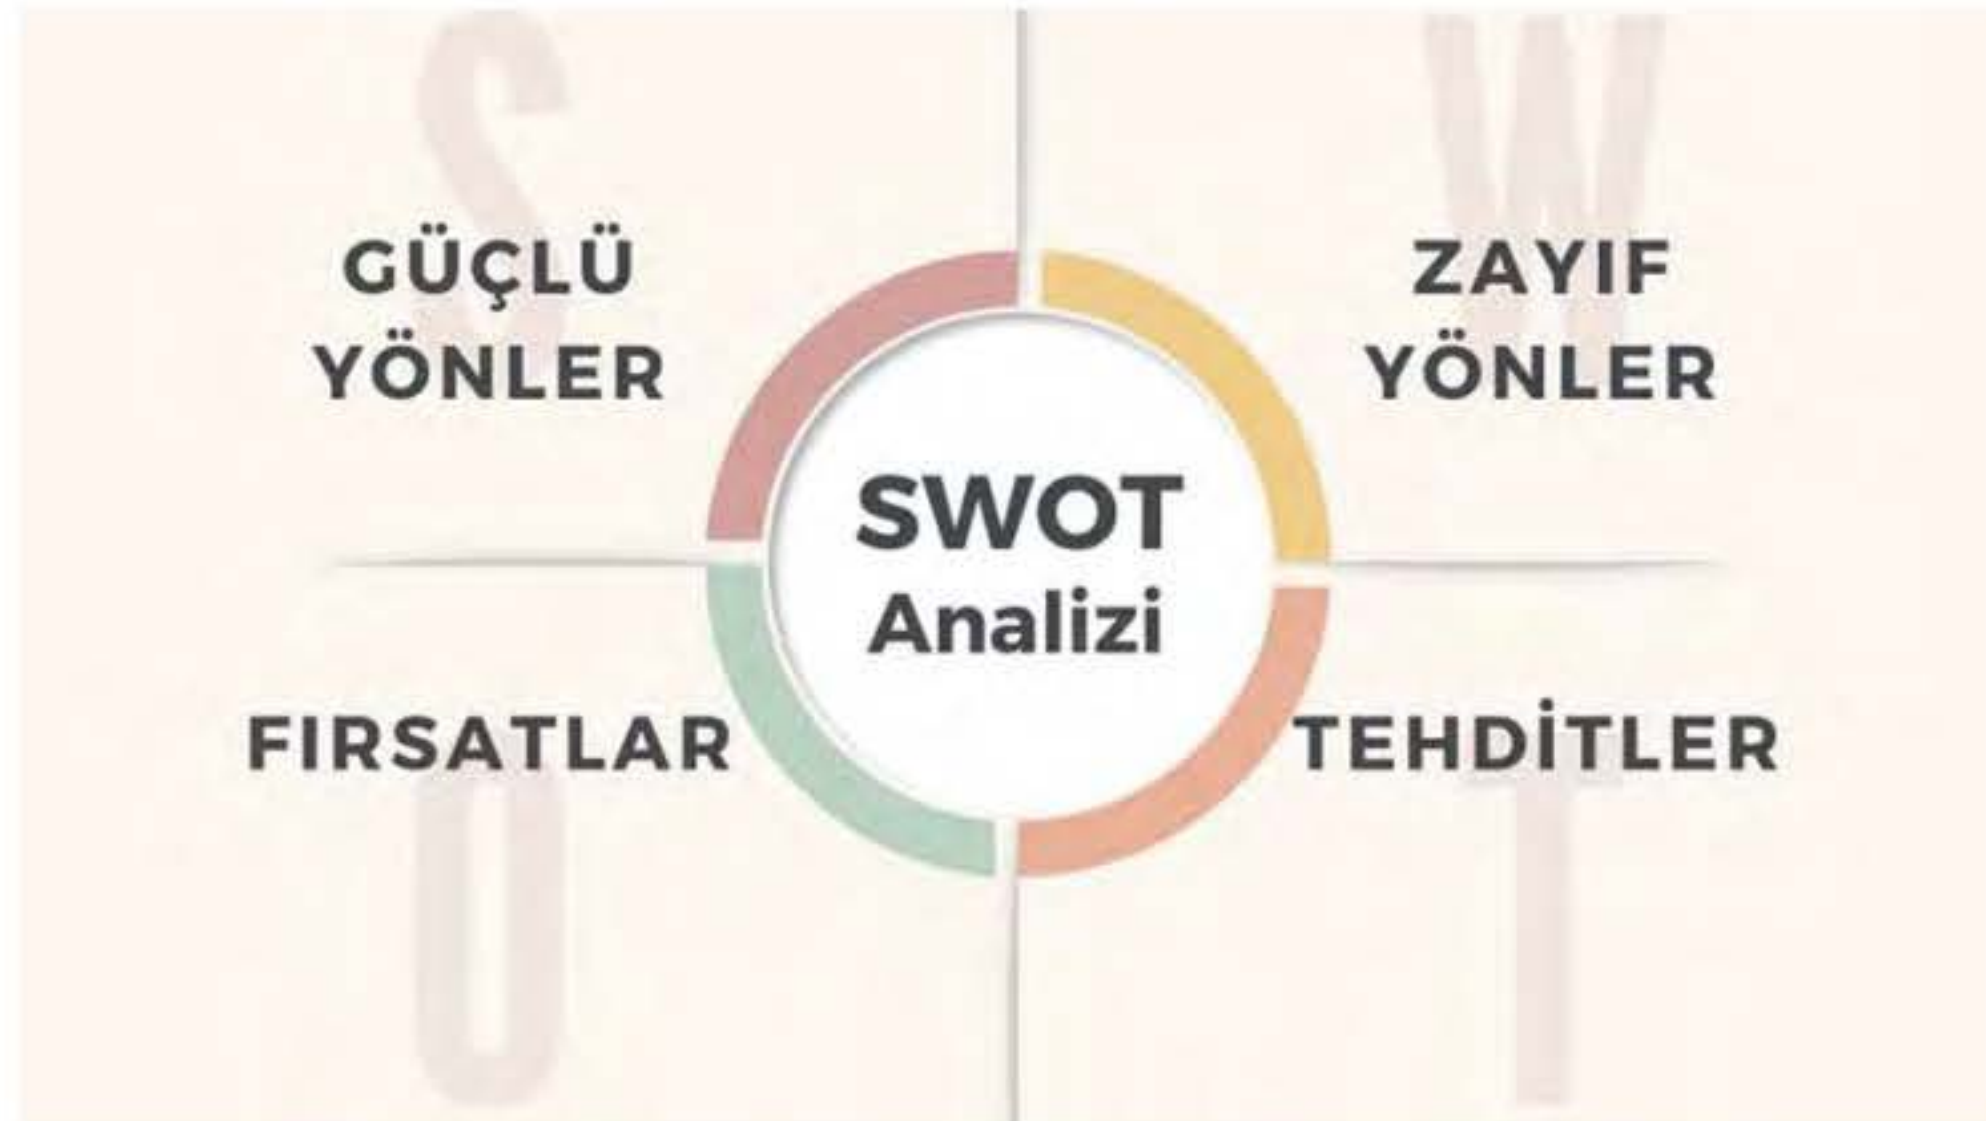 S
GÜÇLÜ
YÖNLER
W
ZAYIF
YÖNLER
SWOT
Analizi
FIRSATLAR
O
TEHDİTLER
T